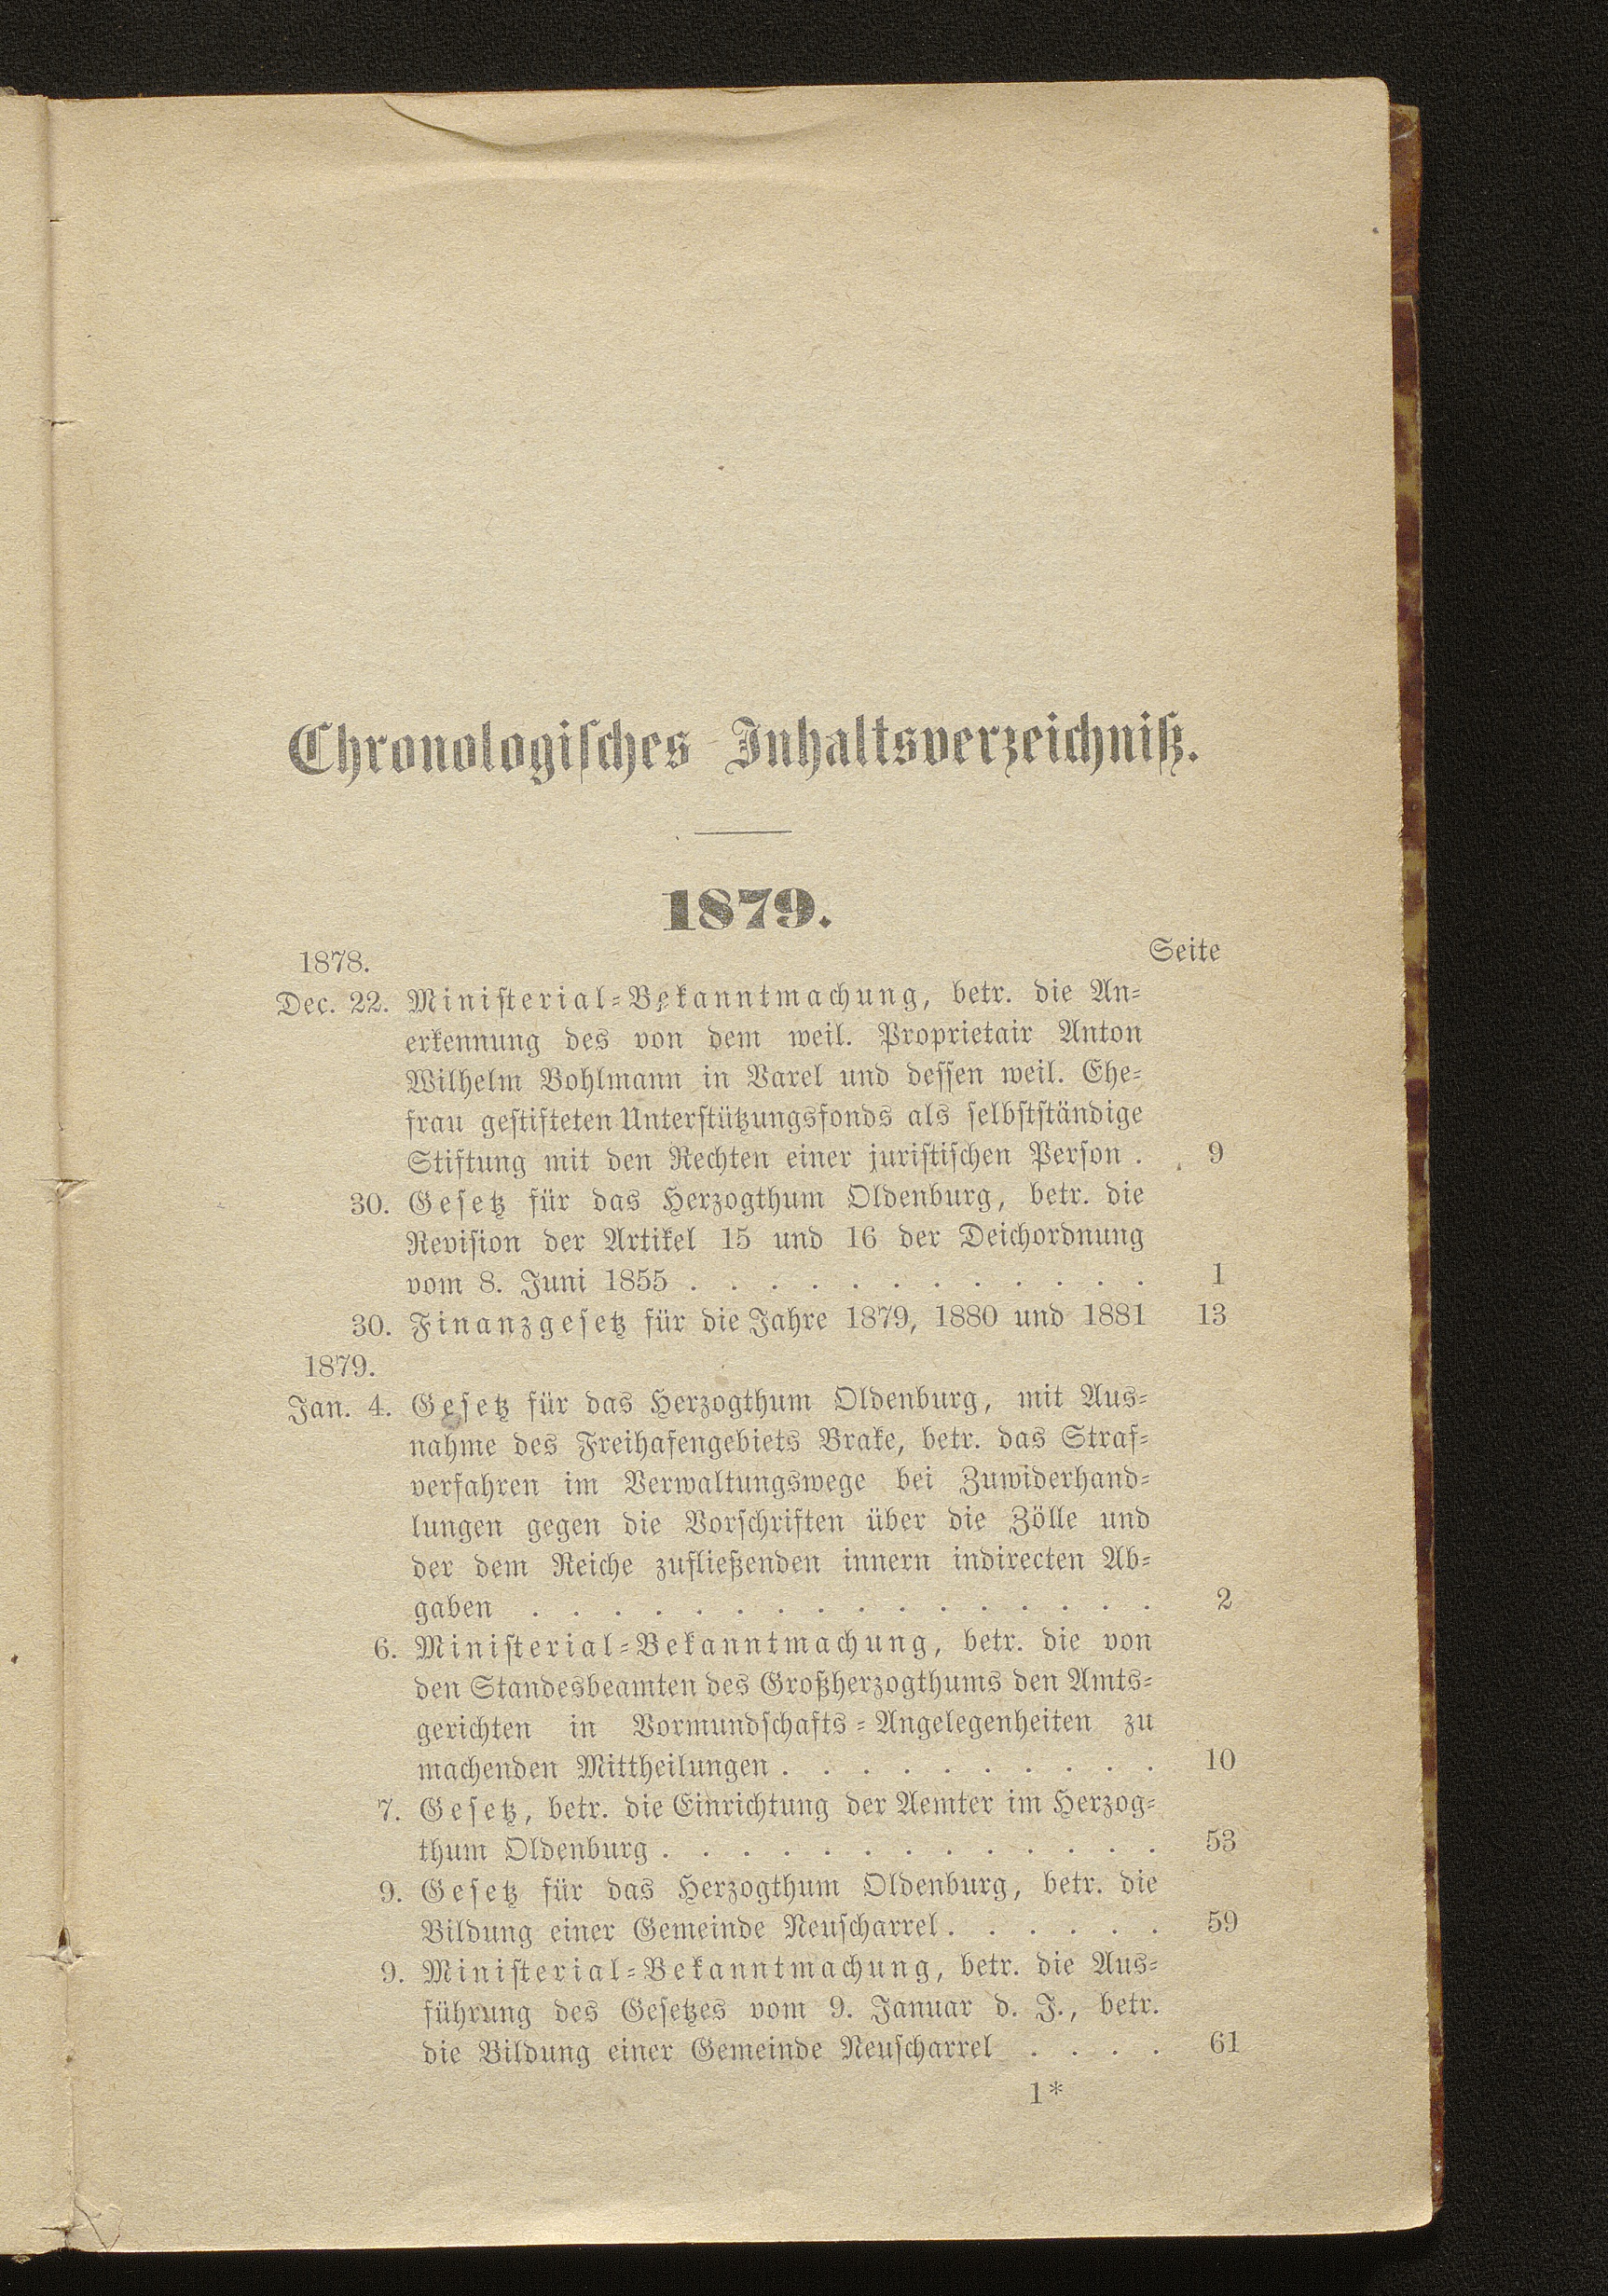 Chronologisches Inhaltsverzeichniß.
1879.
1878. Seite
Dec. 22. Ministerial-Bekanntmachung, betr. die An-
erkennung des von dem weil. Proprietair Anton
Wilhelm Bohlmann in Varel und dessen weil. Ehe-
frau gestifteten Unterstützungsfonds als selbstständige
Stiftung mit den Rechten einer juristischen Person . . 9
30. Gesetz für das Herzogthum Oldenburg, betr. die
Revision der Artikel 15 und 16 der Deichordnung
vom 8. Juni 1855 . . . . . . . . . . . . 1
30. Finanzgesetz für die Jahre 1879, 1880 und 1881 13
1879.
Jan. 4. Gesetz für das Herzogthum Oldenburg, mit Aus-
nahme des Freihafengebiets Brake, betr. das Straf-
verfahren im Verwaltungswege bei Zuwiderhand-
lungen gegen die Vorschriften über die Zölle und
der dem Reiche zufließenden innern indirecten Ab-
gaben . . . . . . . . . . . . . . . . 2
6. Ministerial-Bekanntmachung, betr. die von
den Standesbeamten des Großherzogthums den Amts-
gerichten in Vormundschafts-Angelegenheiten zu
machenden Mittheilungen . . . . . . . . . . 10
7. Gesetz, betr. die Einrichtung der Aemter im Herzog-
thum Oldenburg . . . . . . . . . . . . . 53
9. Gesetz für das Herzogthum Oldenburg, betr. die
Bildung einer Gemeinde Neuscharrel . . . . . . 59
9. Ministerial-Bekanntmachung, betr. die Aus-
führung des Gesetzes vom 9. Januar d. J., betr.
die Bildung einer Gemeinde Neuscharrel . . . . 61
1*